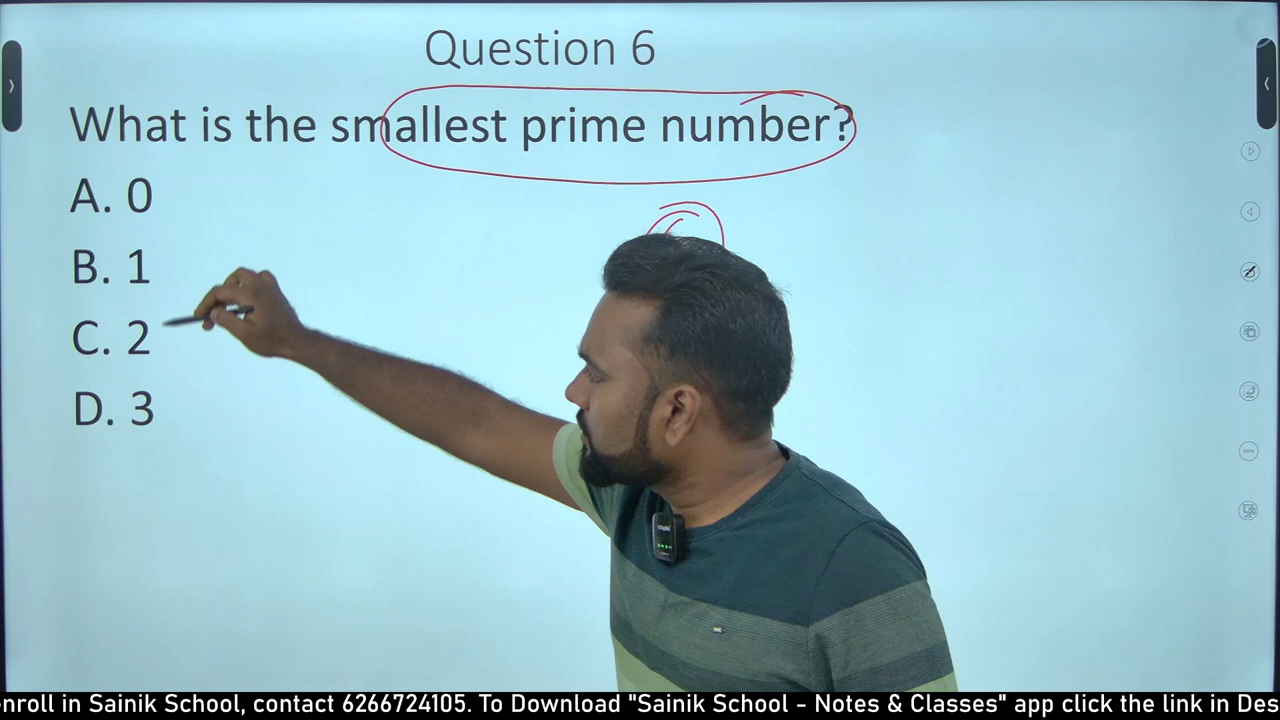 Question 6
What is the smallest prime number?
A. 0
B. 1
C. 2
D. 3
enroll in Sainik School, contact 6266724105. To Download "Sainik School - Notes & Classes" app click the link in Des